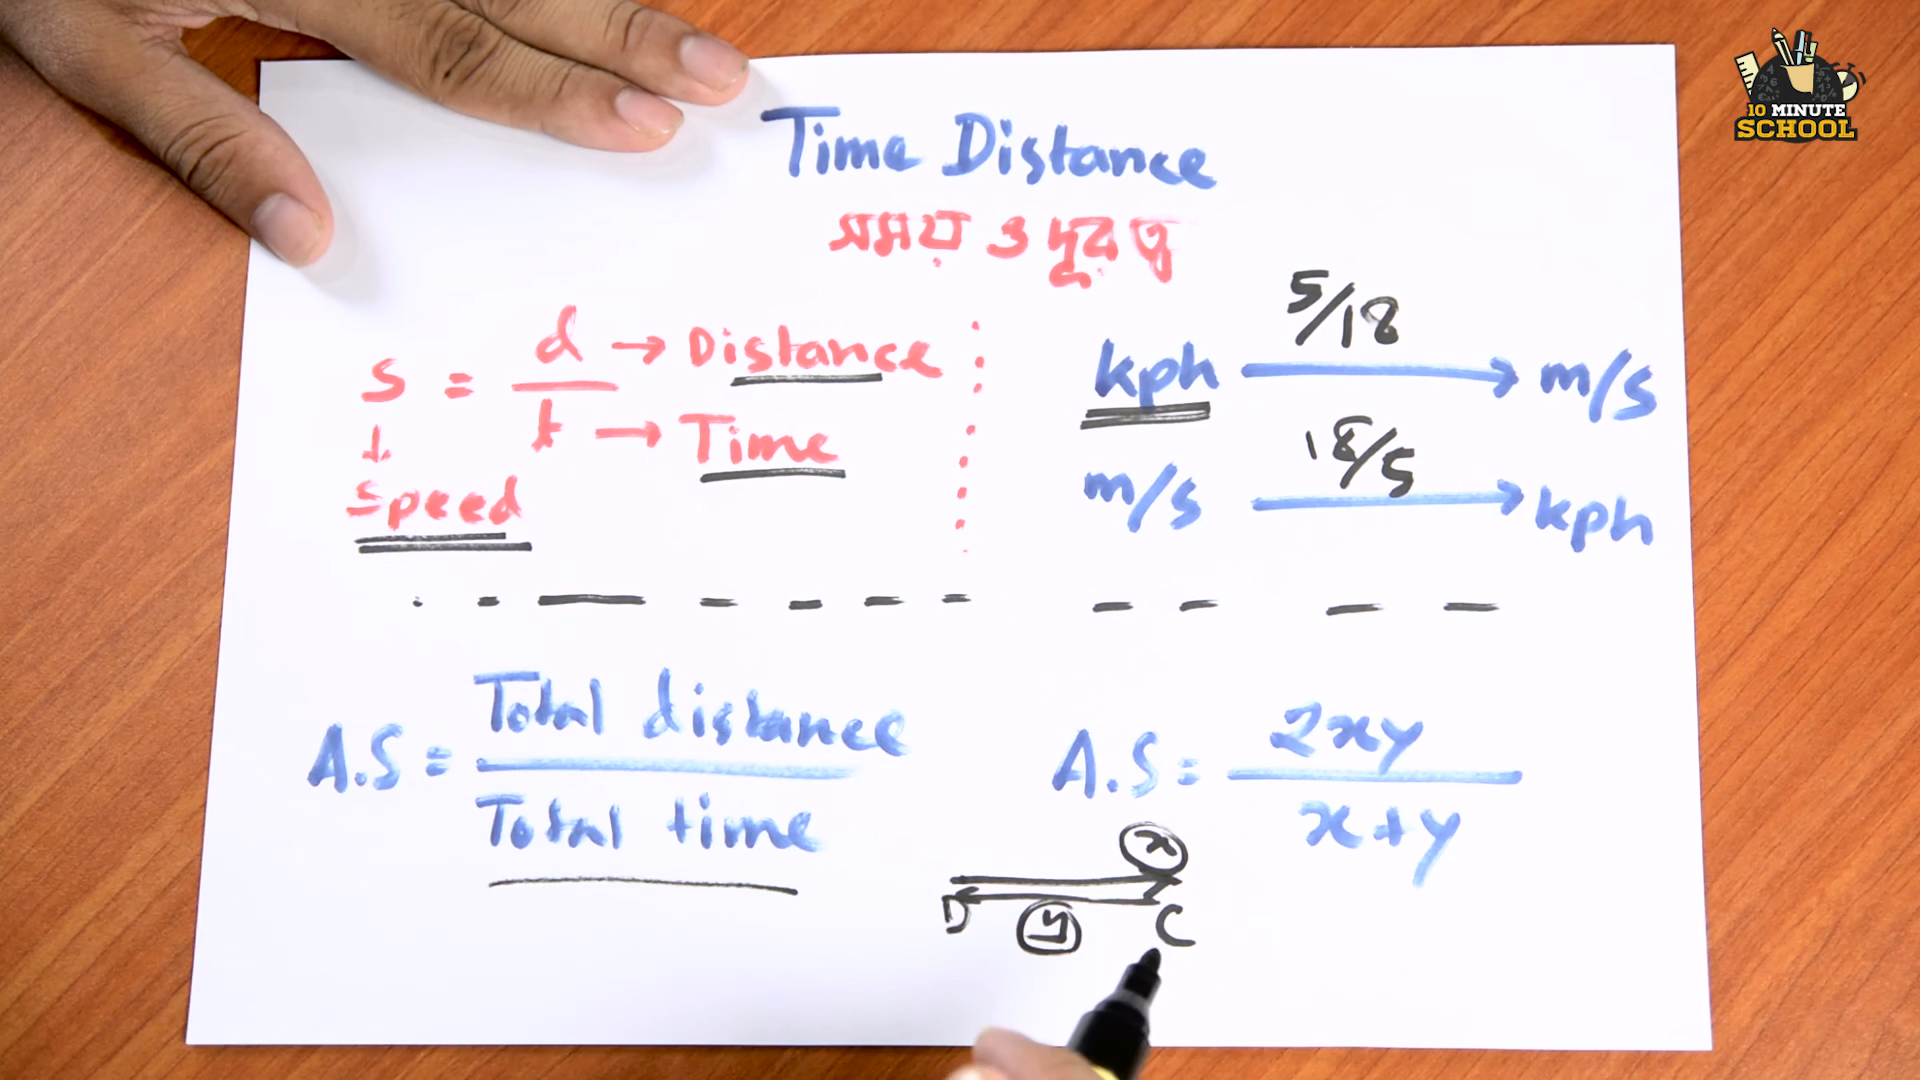 10 MINUTE
SCHOOL
Time Distance
সময় ও দূরত্ব
s = d/t
d → Distance
t → Time
↓
Speed
kph 5/18 → m/s
m/s 18/5 → kph
A.S = Total distance / Total time
A.S = 2xy / x+y
x
D y C